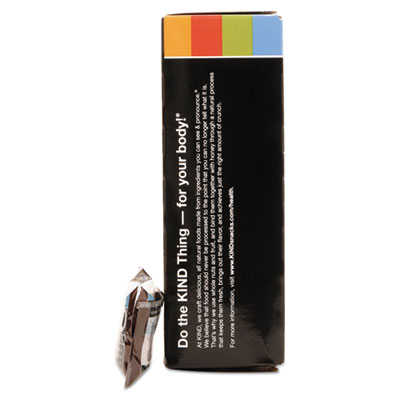 Do the KIND Thing — for your body!®
At KIND, we craft delicious, all natural foods made from ingredients you can see & pronounce.®
We believe that food should never be processed to the point that you can no longer tell what it is.
That's why we use whole nuts and fruit, and bind them together with honey through a natural process
that keeps them fresh, brings out their flavor, and achieves just the right amount of crunch.
For more information, visit www.KINDsnacks.com/health.